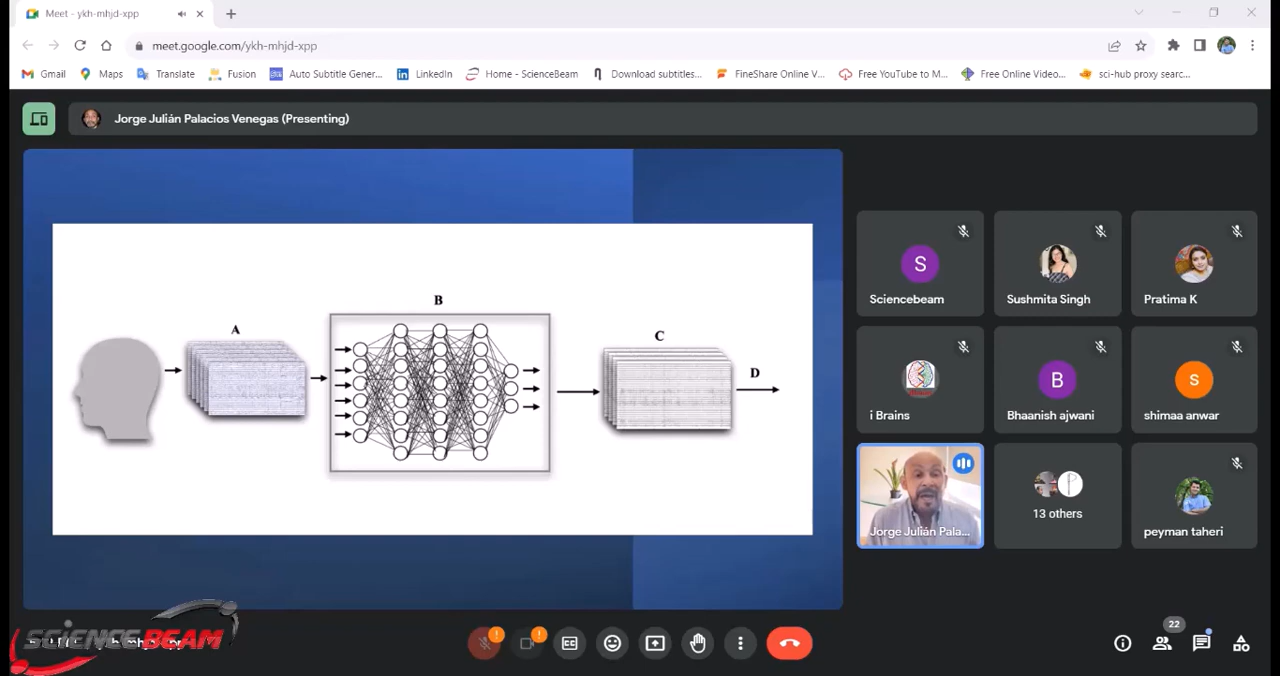 Meet - ykh-mhjd-xpp
meet.google.com/ykh-mhjd-xpp
Gmail
Maps
Translate
Fusion
Auto Subtitle Gener...
LinkedIn
Home - ScienceBeam
Download subtitles...
FineShare Online V...
Free YouTube to M...
Free Online Video...
sci-hub proxy searc...
Jorge Julián Palacios Venegas (Presenting)
A
B
C
D
S
Sciencebeam
Sushmita Singh
Pratima K
i Brains
B
Bhaanish ajwani
s
shimaa anwar
Jorge Julián Pala...
P
13 others
peyman taheri
SCIENCEBEAM
22